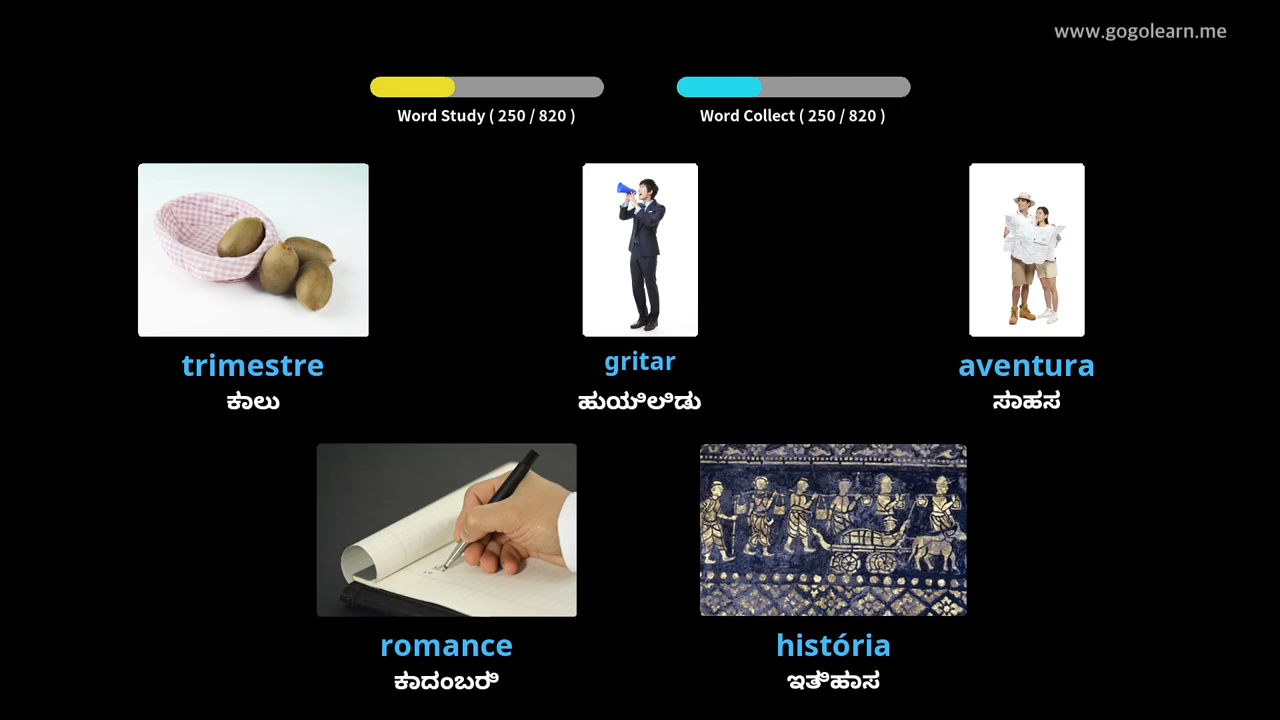 www.gogolearn.me
Word Study ( 250 / 820 )
Word Collect ( 250 / 820 )
trimestre
ಕಾಲು
gritar
ಹುಯಿಲಿಡು
aventura
ಸಾಹಸ
romance
ಕಾದಂಬರಿ
história
ಇತಿಹಾಸ